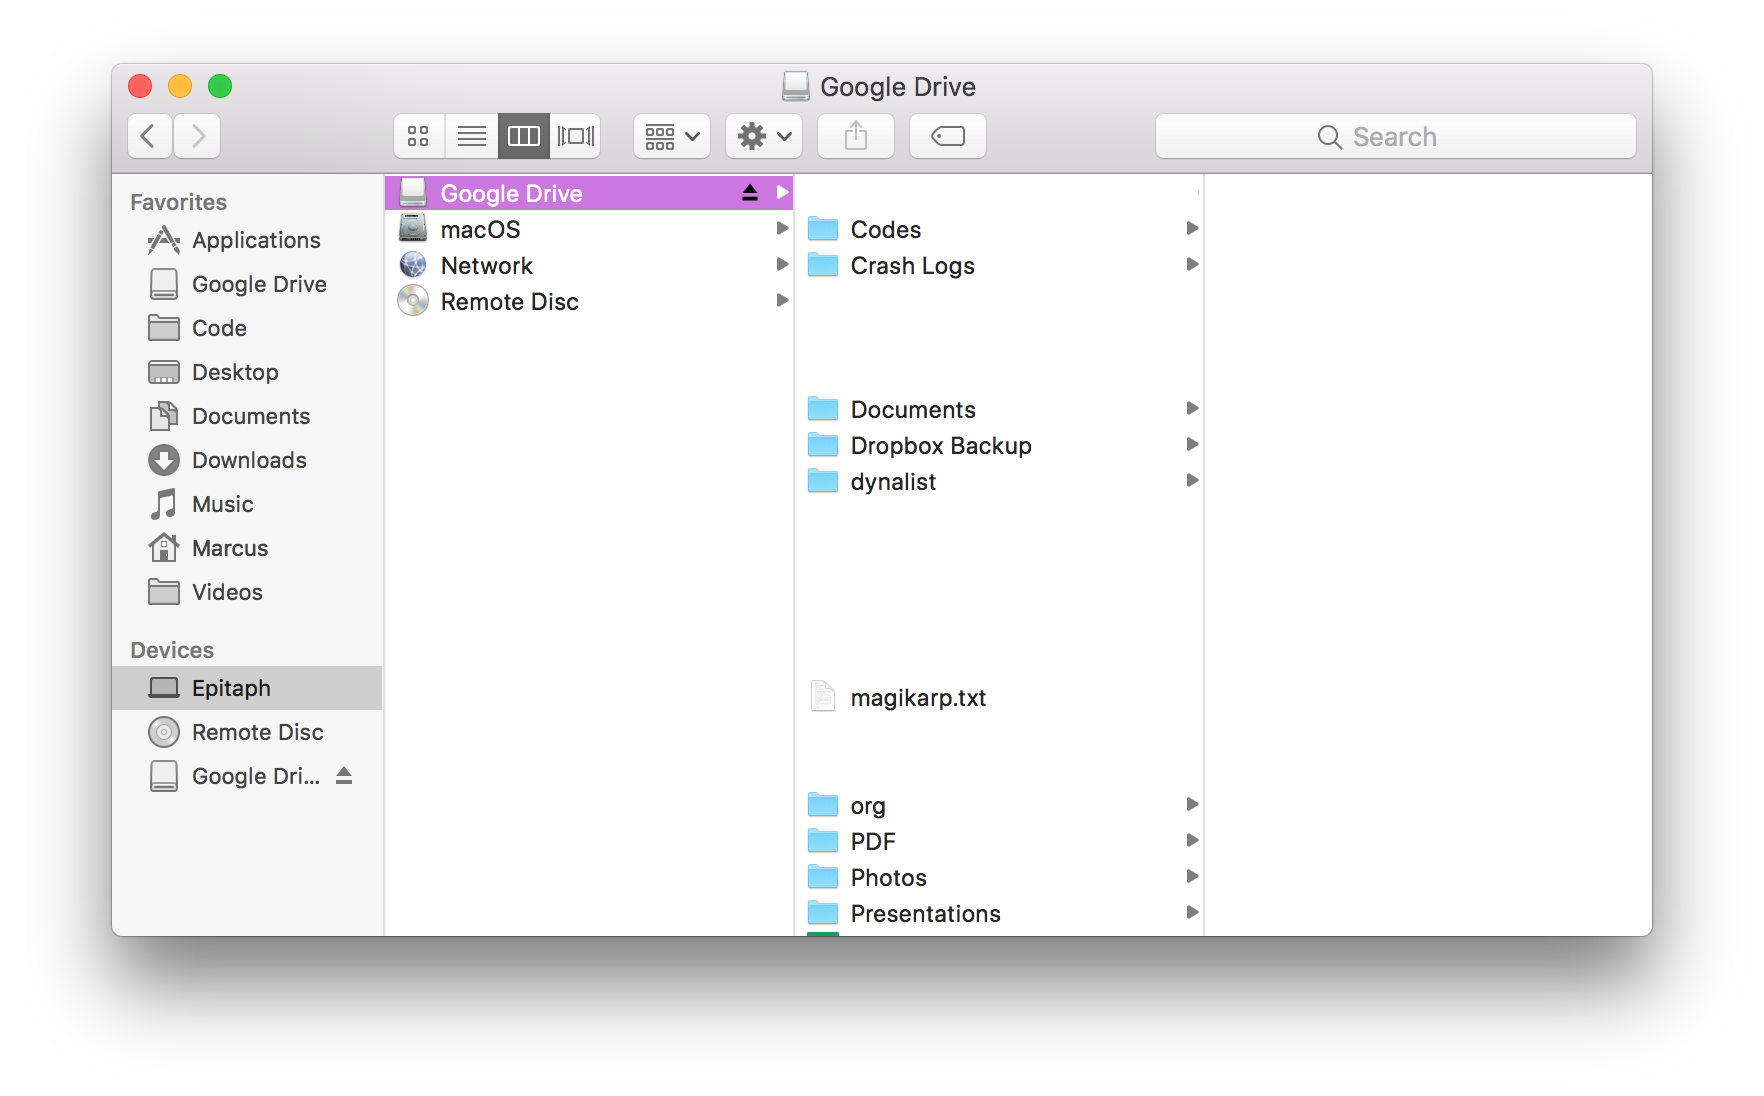 Google Drive
Search
Favorites
Applications
Google Drive
Code
Desktop
Documents
Downloads
Music
Marcus
Videos
Devices
Epitaph
Remote Disc
Google Dri...
Google Drive
macOS
Network
Remote Disc
Codes
Crash Logs
Documents
Dropbox Backup
dynalist
magikarp.txt
org
PDF
Photos
Presentations